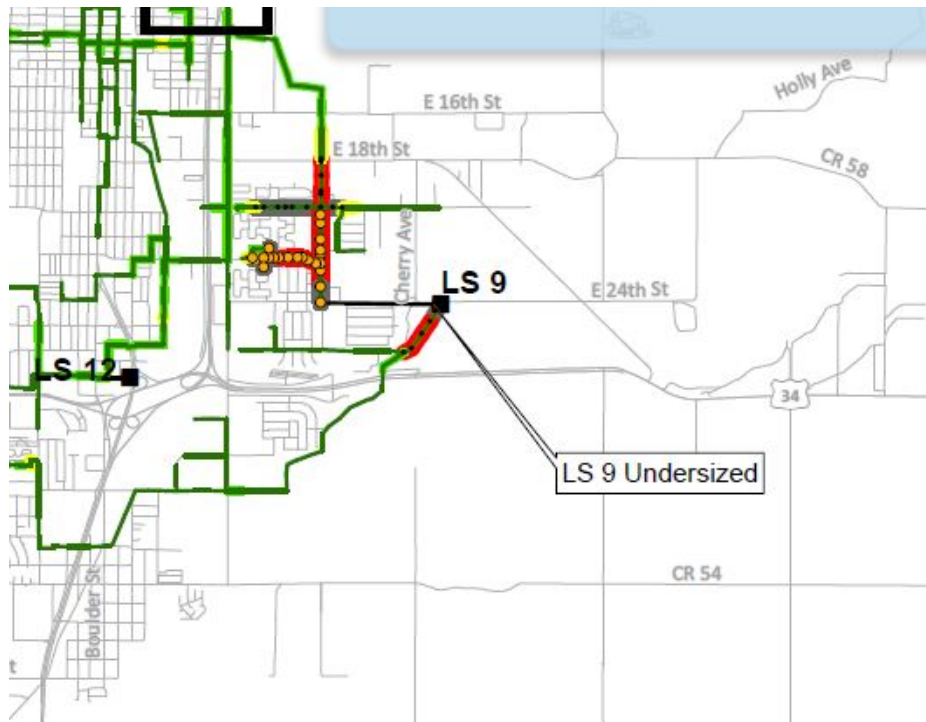 Holly Ave
E 16th St
E 18th St
CR 58
Cherry Ave
LS 9
E 24th St
LS 12
34
LS 9 Undersized
CR 54
Boulder St
t